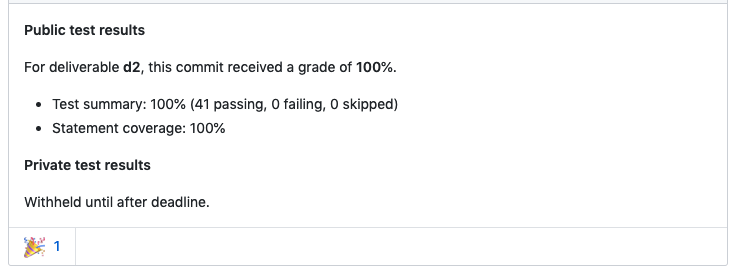 Public test results
For deliverable d2, this commit received a grade of 100%.
• Test summary: 100% (41 passing, 0 failing, 0 skipped)
• Statement coverage: 100%
Private test results
Withheld until after deadline.
1